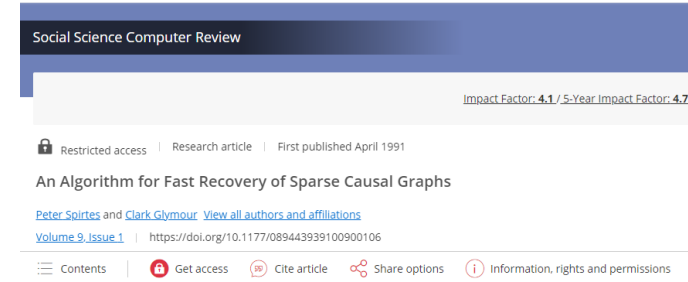 Social Science Computer Review
Impact Factor: 4.1 / 5-Year Impact Factor: 4.7
Restricted access | Research article | First published April 1991
An Algorithm for Fast Recovery of Sparse Causal Graphs
Peter Spirtes and Clark Glymour View all authors and affiliations
Volume 9, Issue 1 | https://doi.org/10.1177/089443939100900106
Contents | Get access Cite article Share options Information, rights and permissions